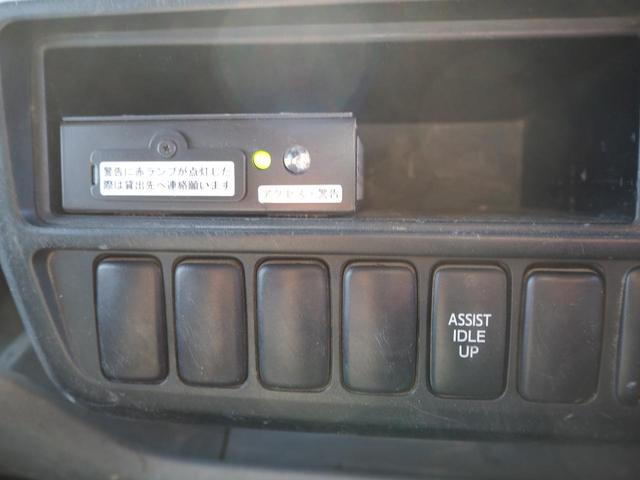 警告に赤ランプが点灯した
際は貸出先へ連絡願います
アクセス・警告
ASSIST
IDLE
UP